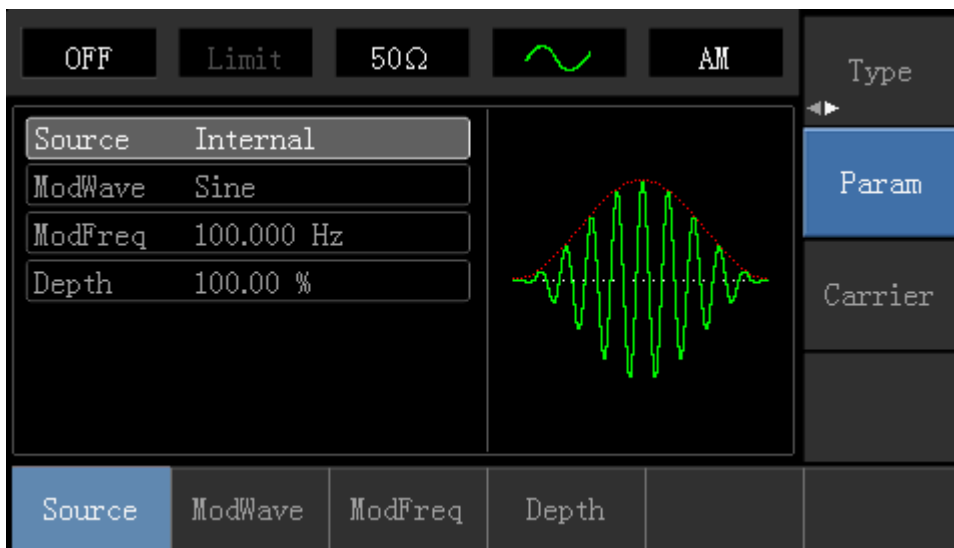 OFF Limit 50Ω AM
Type
Source Internal
ModWave Sine
ModFreq 100.000 Hz
Depth 100.00 %
Param
Carrier
Source ModWave ModFreq Depth